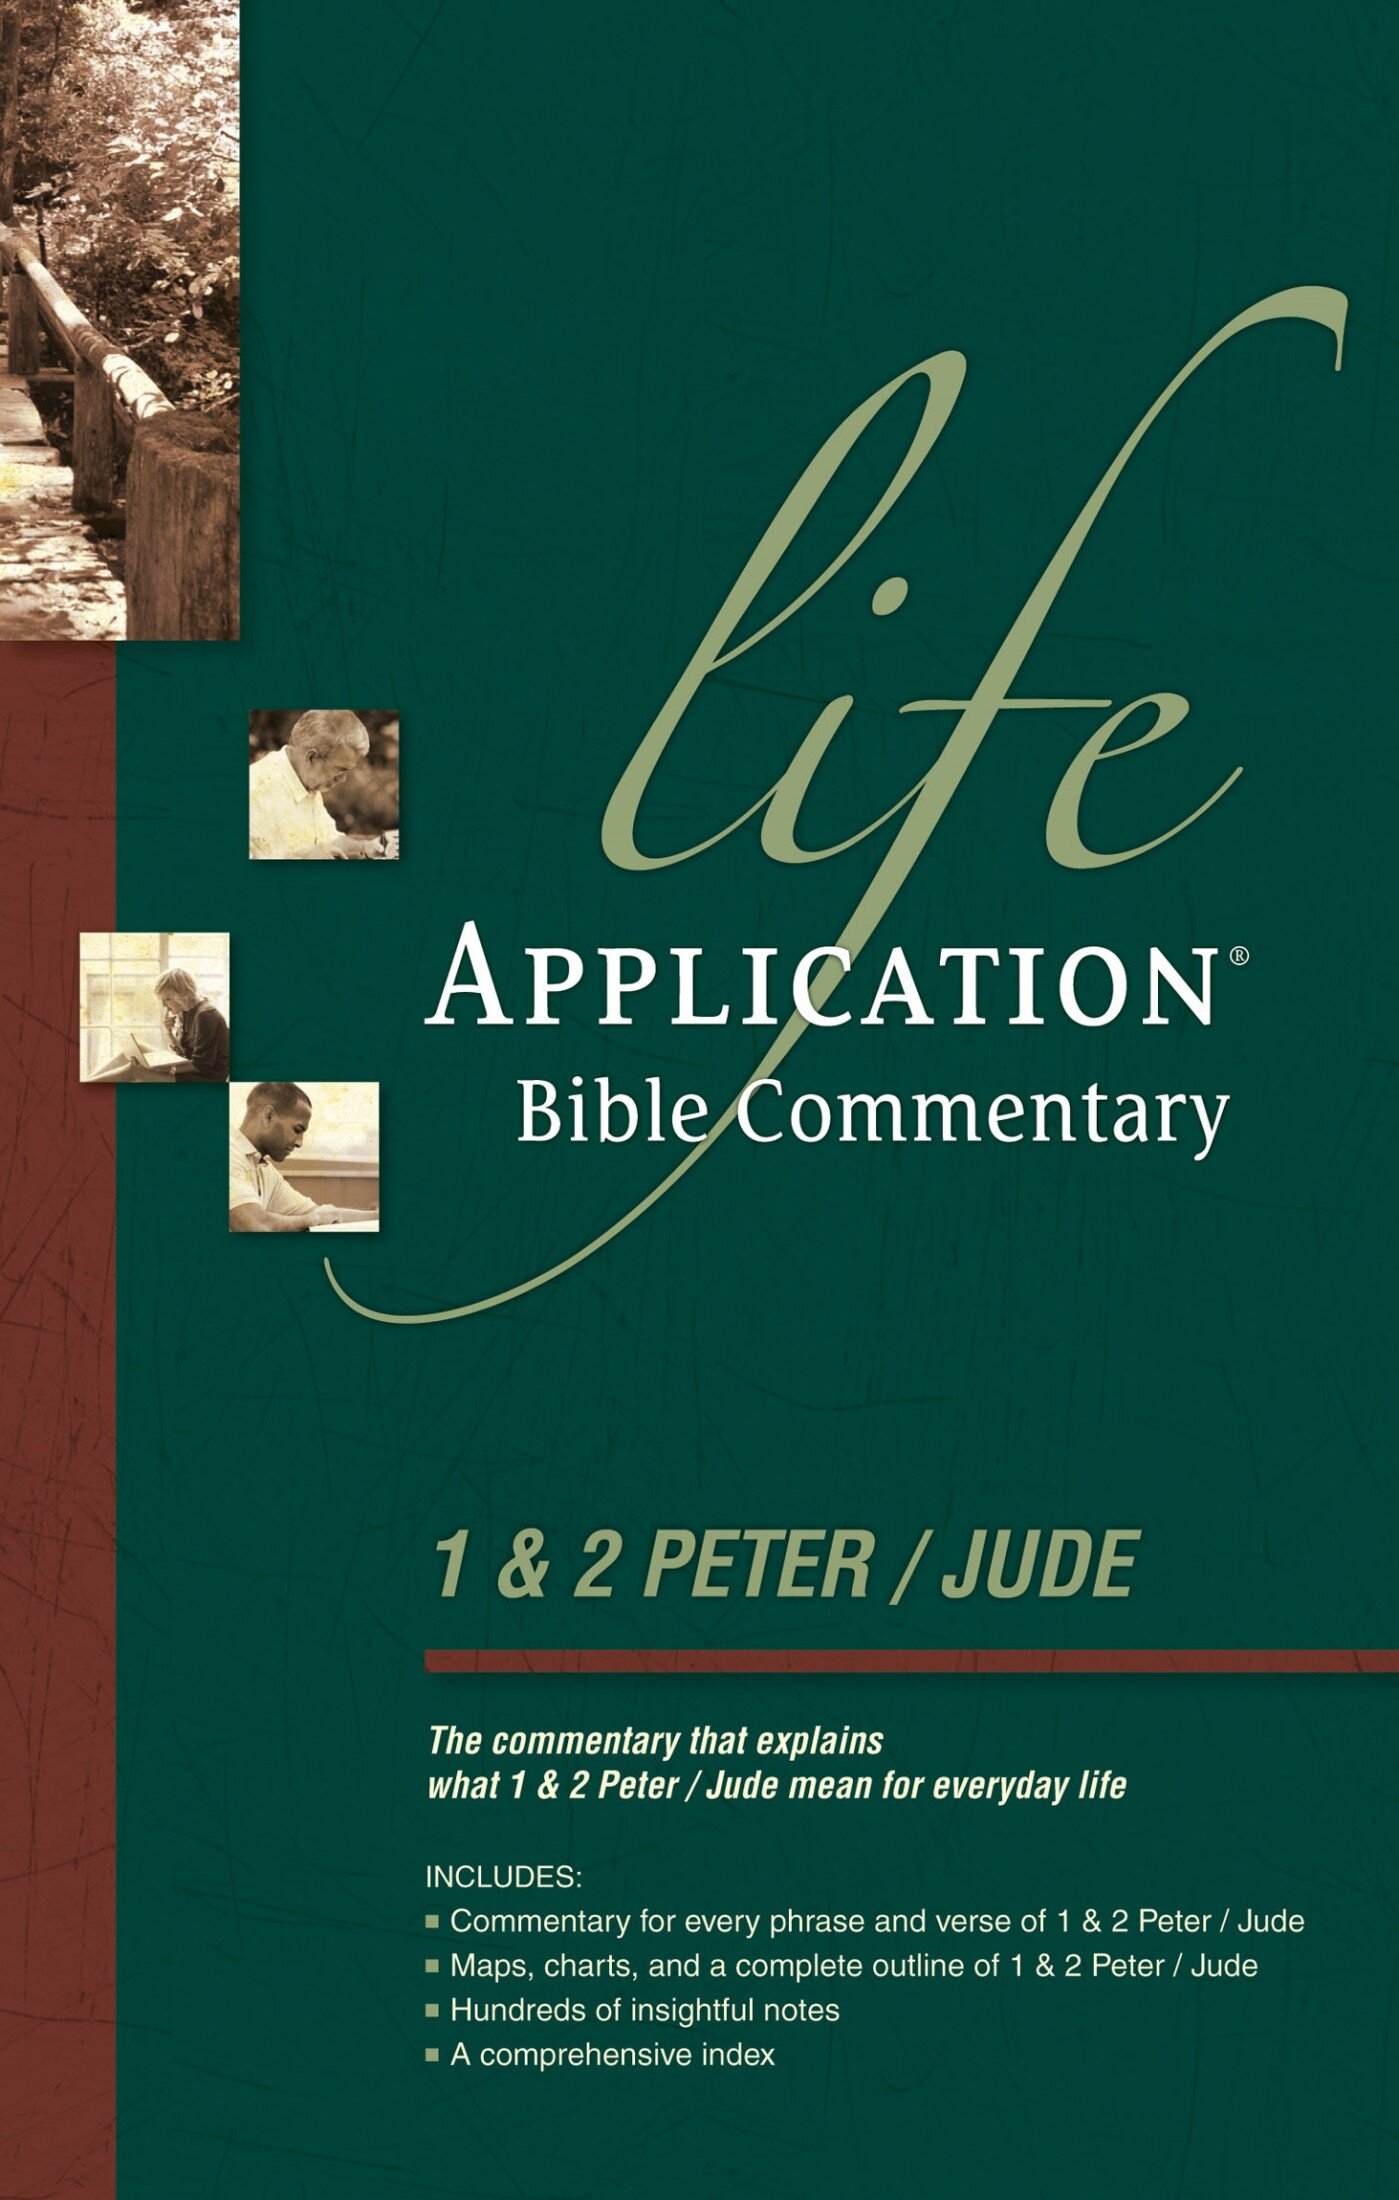 life
APPLICATION®
Bible Commentary
1 & 2 PETER / JUDE
The commentary that explains
what 1 & 2 Peter / Jude mean for everyday life
INCLUDES:
■ Commentary for every phrase and verse of 1 & 2 Peter / Jude
■ Maps, charts, and a complete outline of 1 & 2 Peter / Jude
■ Hundreds of insightful notes
■ A comprehensive index